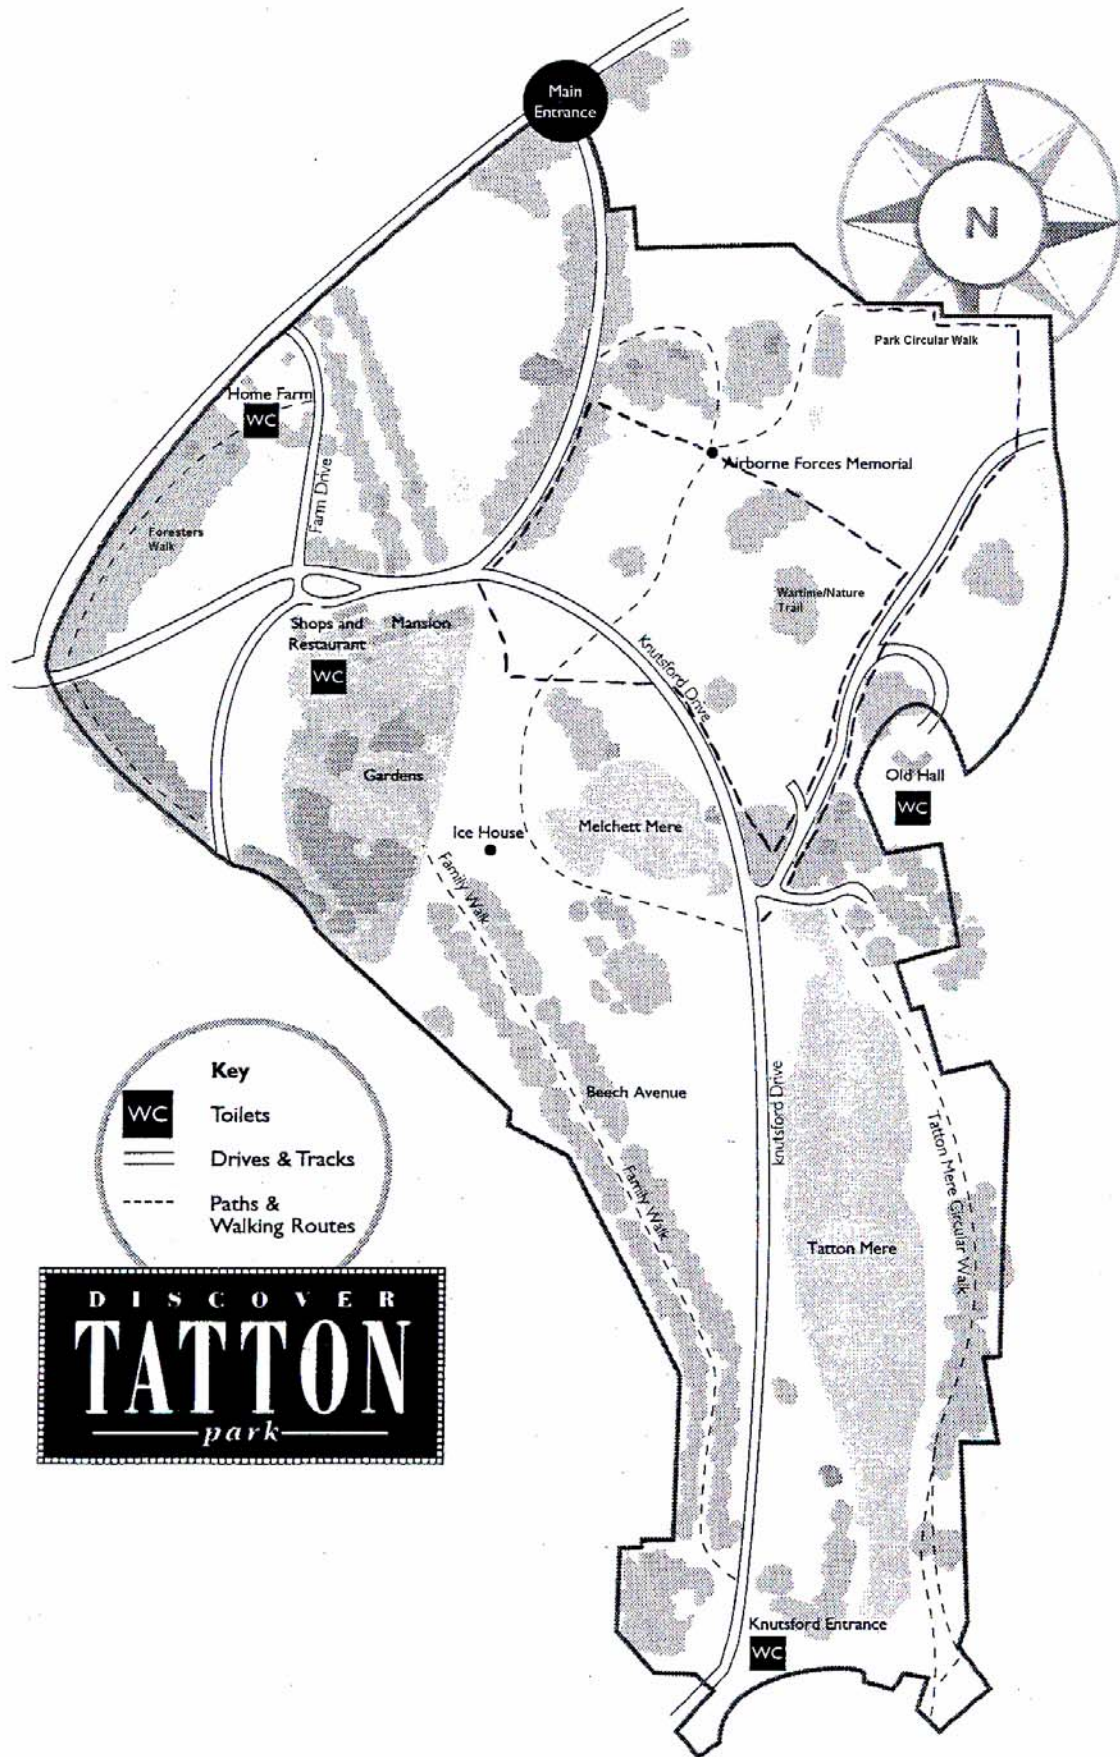 Main
Entrance
N
Park Circular Walk
Home Farm
WC
Airborne Forces Memorial
Farm Drive
Foresters
Walk
Wartime/Nature
Trail
Shops and
Restaurant
WC
Mansion
Knutsford Drive
Old Hall
WC
Gardens
Ice House
Melchett Mere
Family Walk
Beech Avenue
knutsford Drive
Tatton Mere Circular Walk
Family Walk
Tatton Mere
Key
WC
Toilets
Drives & Tracks
Paths &
Walking Routes
DISCOVER
TATTON
park
Knutsford Entrance
WC